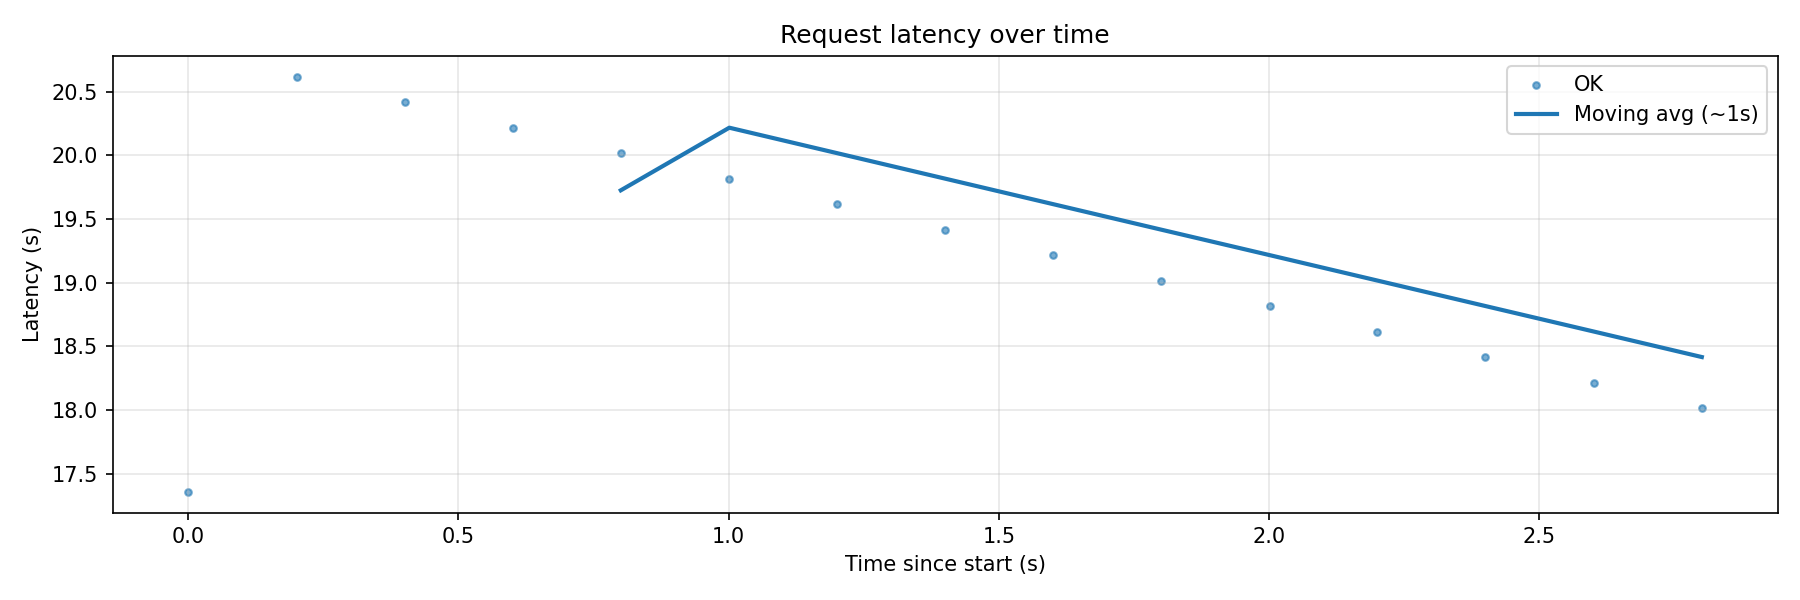 Request latency over time
OK
Moving avg (~1s)
Latency (s)
20.5
20.0
19.5
19.0
18.5
18.0
17.5
0.0 0.5 1.0 1.5 2.0 2.5
Time since start (s)